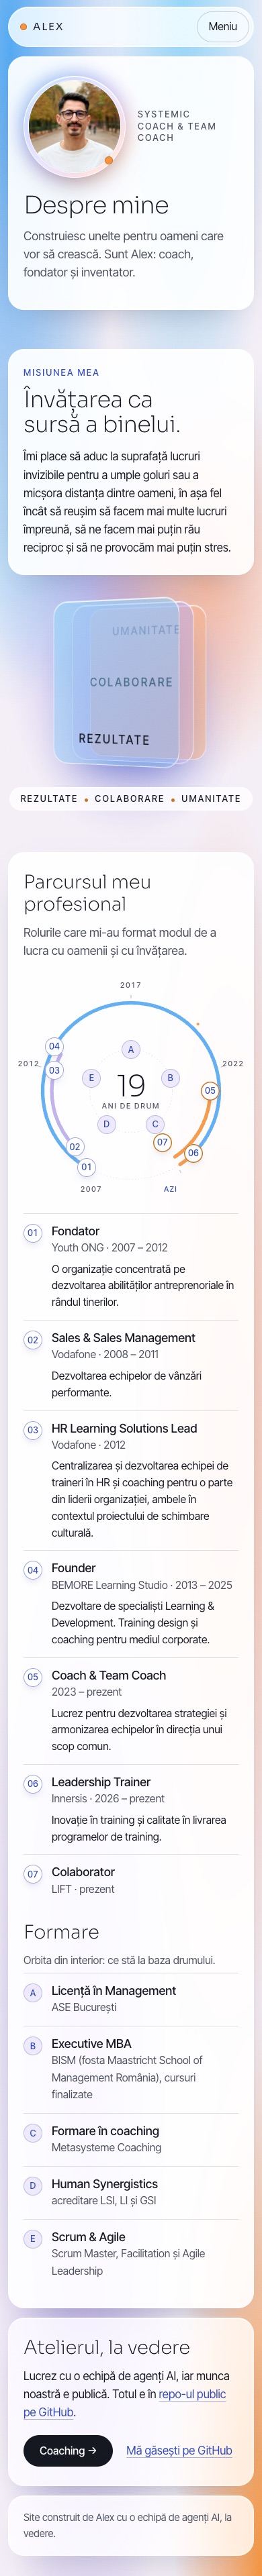 ALEX
Meniu
SYSTEMIC
COACH & TEAM
COACH
Despre mine
Construiesc unelte pentru oameni care
vor să crească. Sunt Alex: coach,
fondator și inventator.
MISIUNEA MEA
Învățarea ca
sursă a binelui.
Îmi place să aduc la suprafață lucruri
invizibile pentru a umple goluri sau a
micșora distanța dintre oameni, în așa fel
încât să reușim să facem mai multe lucruri
împreună, să ne facem mai puțin rău
reciproc și să ne provocăm mai puțin stres.
UMANITATE
COLABORARE
REZULTATE
REZULTATE • COLABORARE • UMANITATE
Parcursul meu
profesional
Rolurile care mi-au format modul de a
lucra cu oamenii și cu învățarea.
2017
04
A
2012
2022
03
E
19
B
05
ANI DE DRUM
D
C
02
07
06
01
2007
AZI
01
Fondator
Youth ONG · 2007 – 2012
O organizație concentrată pe
dezvoltarea abilităților antreprenoriale în
rândul tinerilor.
02
Sales & Sales Management
Vodafone · 2008 – 2011
Dezvoltarea echipelor de vânzări
performante.
03
HR Learning Solutions Lead
Vodafone · 2012
Centralizarea și dezvoltarea echipei de
traineri în HR și coaching pentru o parte
din liderii organizației, ambele în
contextul proiectului de schimbare
culturală.
04
Founder
BEMORE Learning Studio · 2013 – 2025
Dezvoltare de specialiști Learning &
Development. Training design și
coaching pentru mediul corporate.
05
Coach & Team Coach
2023 – prezent
Lucrez pentru dezvoltarea strategiei și
armonizarea echipelor în direcția unui
scop comun.
06
Leadership Trainer
Innersis · 2026 – prezent
Inovație în training și calitate în livrarea
programelor de training.
07
Colaborator
LIFT · prezent
Formare
Orbita din interior: ce stă la baza drumului.
A
Licență în Management
ASE București
B
Executive MBA
BISM (fosta Maastricht School of
Management România), cursuri
finalizate
C
Formare în coaching
Metasysteme Coaching
D
Human Synergistics
acreditare LSI, LI și GSI
E
Scrum & Agile
Scrum Master, Facilitation și Agile
Leadership
Atelierul, la vedere
Lucrez cu o echipă de agenți AI, iar munca
noastră e publică. Totul e în repo-ul public
pe GitHub.
Coaching →
Mă găsești pe GitHub
Site construit de Alex cu o echipă de agenți AI, la
vedere.